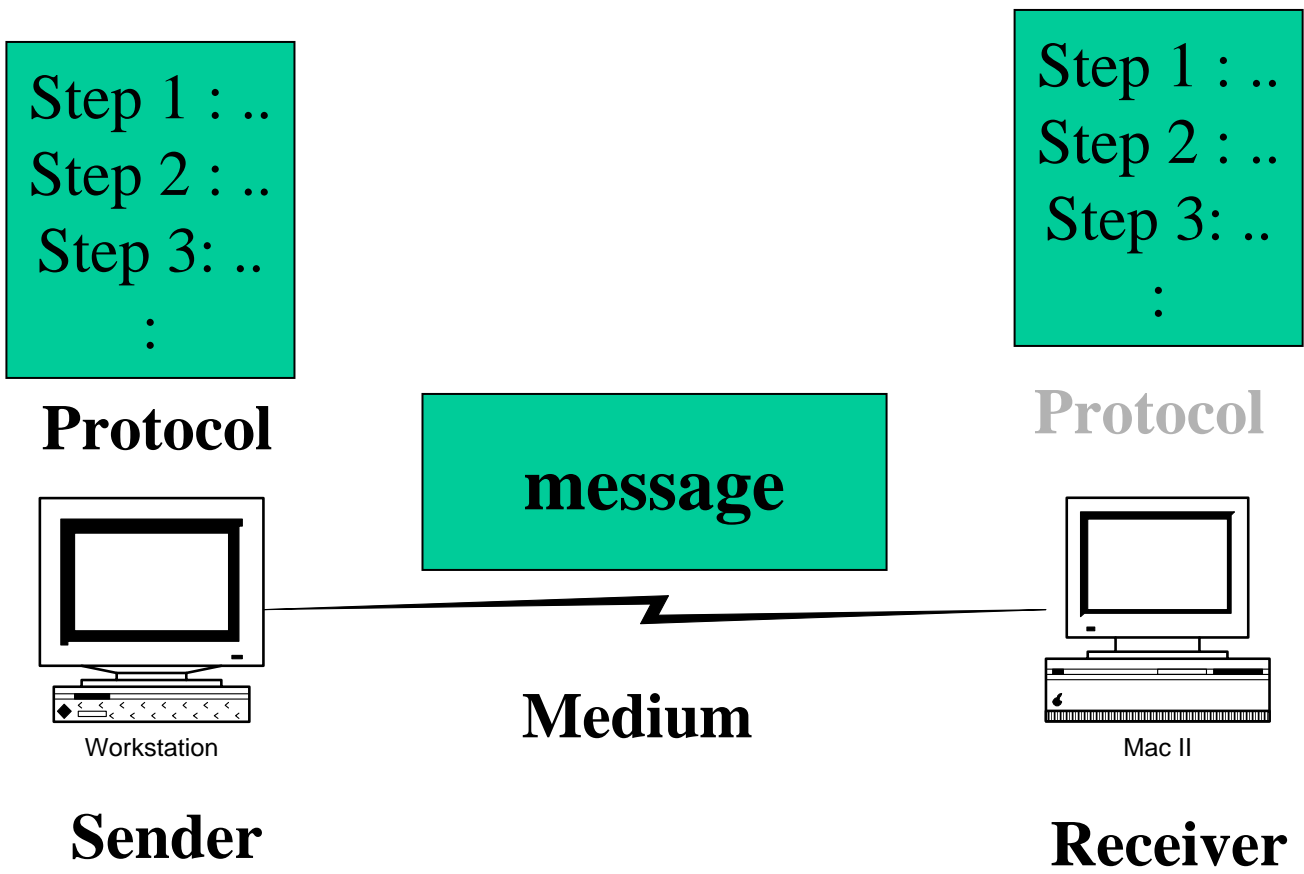 Step 1 : ..
Step 2 : ..
Step 3: ..
:
Protocol
Step 1 : ..
Step 2 : ..
Step 3: ..
:
Protocol
message
Medium
Workstation
Sender
Mac II
Receiver